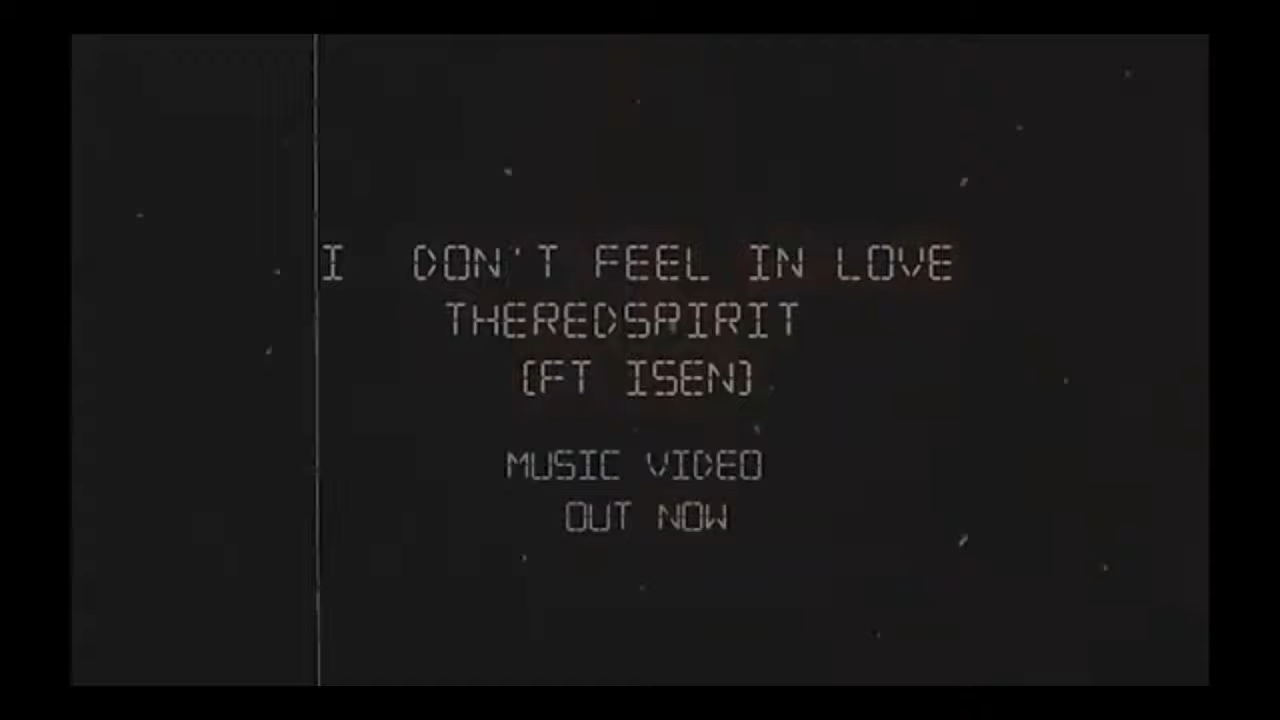 I DON'T FEEL IN LOVE
THEREDSPIRIT
(FT ISEN)
MUSIC VIDEO
OUT NOW